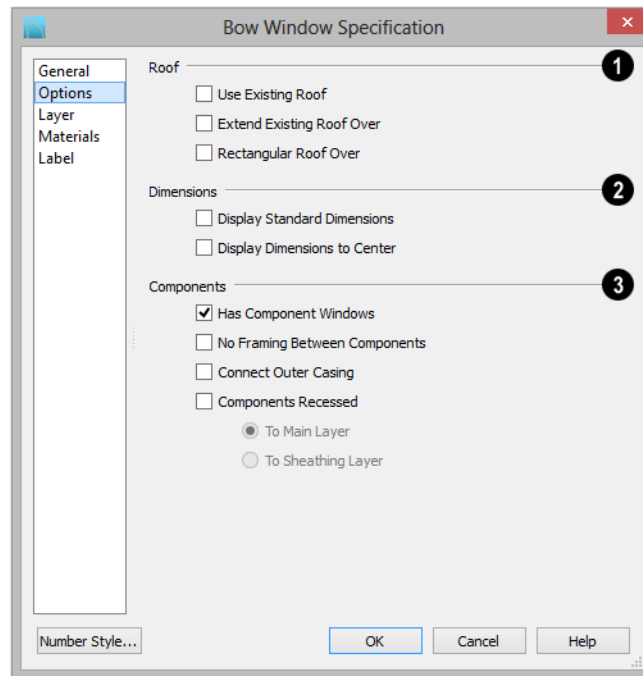 Bow Window Specification
×
General
Options
Layer
Materials
Label
Roof
1
Use Existing Roof
Extend Existing Roof Over
Rectangular Roof Over
Dimensions
2
Display Standard Dimensions
Display Dimensions to Center
Components
3
Has Component Windows
No Framing Between Components
Connect Outer Casing
Components Recessed
To Main Layer
To Sheathing Layer
Number Style...
OK
Cancel
Help